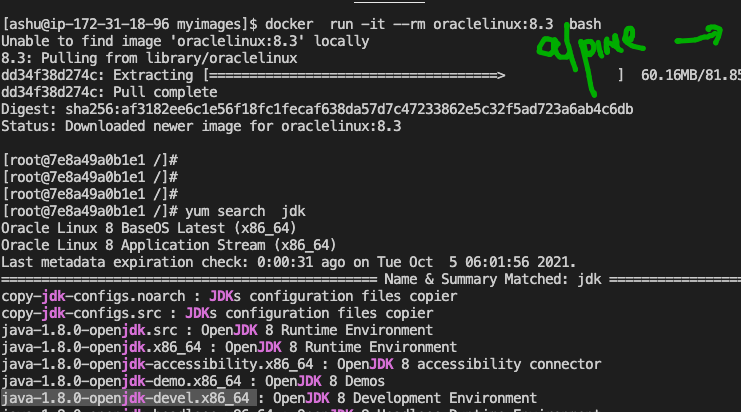 [ashu@ip-172-31-18-96 myimages]$ docker  run -it --rm oraclelinux:8.3  bash
Unable to find image 'oraclelinux:8.3' locally
alpine
8.3: Pulling from library/oraclelinux
dd34f38d274c: Extracting [====================================>              ]  60.16MB/81.85
dd34f38d274c: Pull complete
Digest: sha256:af3182ee6c1e56f18fc1fecaf638da57d7c47233862e5c32f5ad723a6ab4c6db
Status: Downloaded newer image for oraclelinux:8.3
[root@7e8a49a0b1e1 /]#
[root@7e8a49a0b1e1 /]#
[root@7e8a49a0b1e1 /]#
[root@7e8a49a0b1e1 /]# yum search  jdk
Oracle Linux 8 BaseOS Latest (x86_64)
Oracle Linux 8 Application Stream (x86_64)
Last metadata expiration check: 0:00:31 ago on Tue Oct  5 06:01:56 2021.
=============================================== Name & Summary Matched: jdk =================
copy-jdk-configs.noarch : JDKs configuration files copier
copy-jdk-configs.src : JDKs configuration files copier
java-1.8.0-openjdk.src : OpenJDK 8 Runtime Environment
java-1.8.0-openjdk.x86_64 : OpenJDK 8 Runtime Environment
java-1.8.0-openjdk-accessibility.x86_64 : OpenJDK 8 accessibility connector
java-1.8.0-openjdk-demo.x86_64 : OpenJDK 8 Demos
java-1.8.0-openjdk-devel.x86_64 : OpenJDK 8 Development Environment